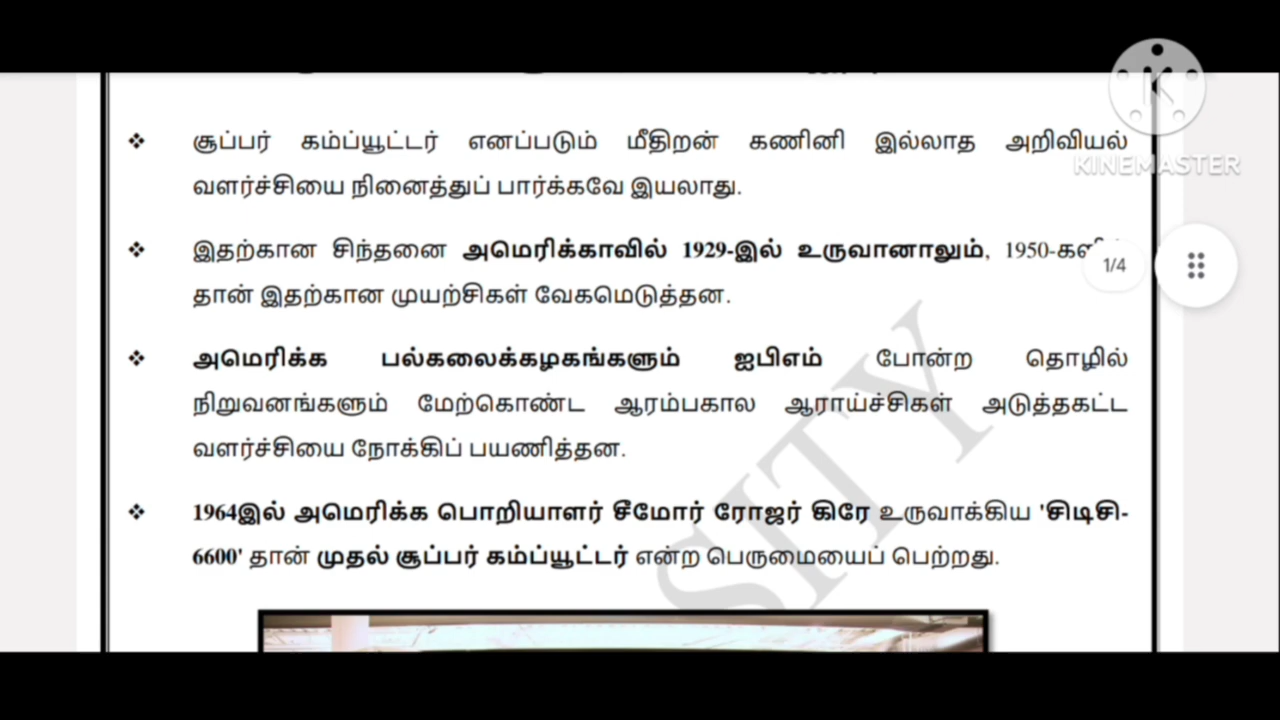 ❖ சூப்பர் கம்ப்யூட்டர் எனப்படும் மீதிறன் கணினி இல்லாத அறிவியல்
வளர்ச்சியை நினைத்துப் பார்க்கவே இயலாது.
❖ இதற்கான சிந்தனை அமெரிக்காவில் 1929-இல் உருவானாலும், 1950-களில்
தான் இதற்கான முயற்சிகள் வேகமெடுத்தன.
❖ அமெரிக்க பல்கலைக்கழகங்களும் ஐபிஎம் போன்ற தொழில்
நிறுவனங்களும் மேற்கொண்ட ஆரம்பகால ஆராய்ச்சிகள் அடுத்தகட்ட
வளர்ச்சியை நோக்கிப் பயணித்தன.
❖ 1964இல் அமெரிக்க பொறியாளர் சீமோர் ரோஜர் கிரே உருவாக்கிய 'சிடிசி-
6600' தான் முதல் சூப்பர் கம்ப்யூட்டர் என்ற பெருமையைப் பெற்றது.
KINEMASTER
1/4
SITY